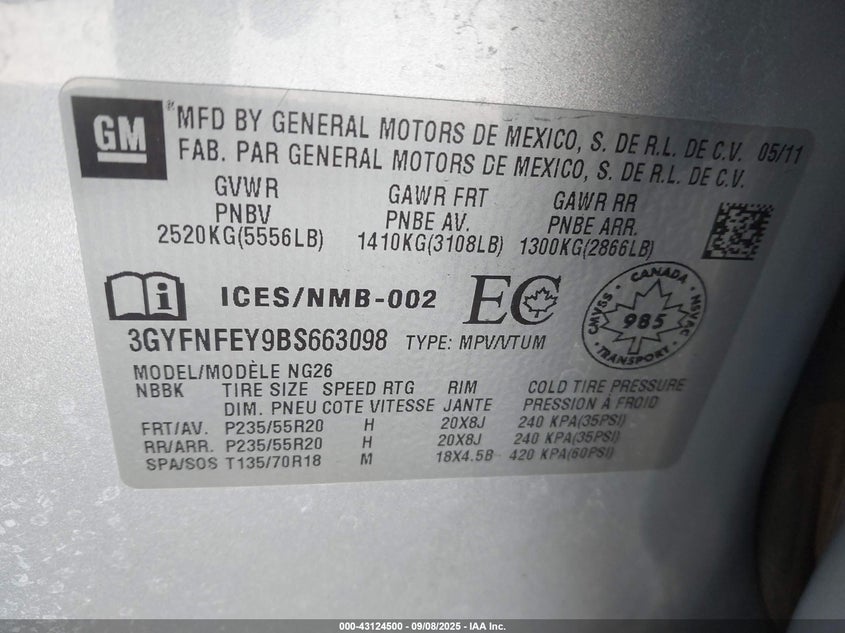 GM
MFD BY GENERAL MOTORS DE MEXICO, S. DE R.L. DE C.V. 05/11
FAB. PAR GENERAL MOTORS DE MEXICO, S. DE R.L. DE C.V.
GVWR GAWR FRT GAWR RR
PNBV PNBE AV. PNBE ARR.
2520KG(5556LB) 1410KG(3108LB) 1300KG(2866LB)
i ICES/NMB-002 EC
CANADA CMVSS 985 NSVAC TRANSPORT
3GYFNFEY9BS663098 TYPE: MPV/VTUM
MODEL/MODÈLE NG26
NBBK TIRE SIZE SPEED RTG RIM COLD TIRE PRESSURE
DIM. PNEU COTE VITESSE JANTE PRESSION À FROID
FRT/AV. P235/55R20 H 20X8J 240 KPA(35PSI)
RR/ARR. P235/55R20 H 20X8J 240 KPA(35PSI)
SPA/SOS T135/70R18 M 18X4.5B 420 KPA(60PSI)
000-43124500 - 09/08/2025 - IAA Inc.